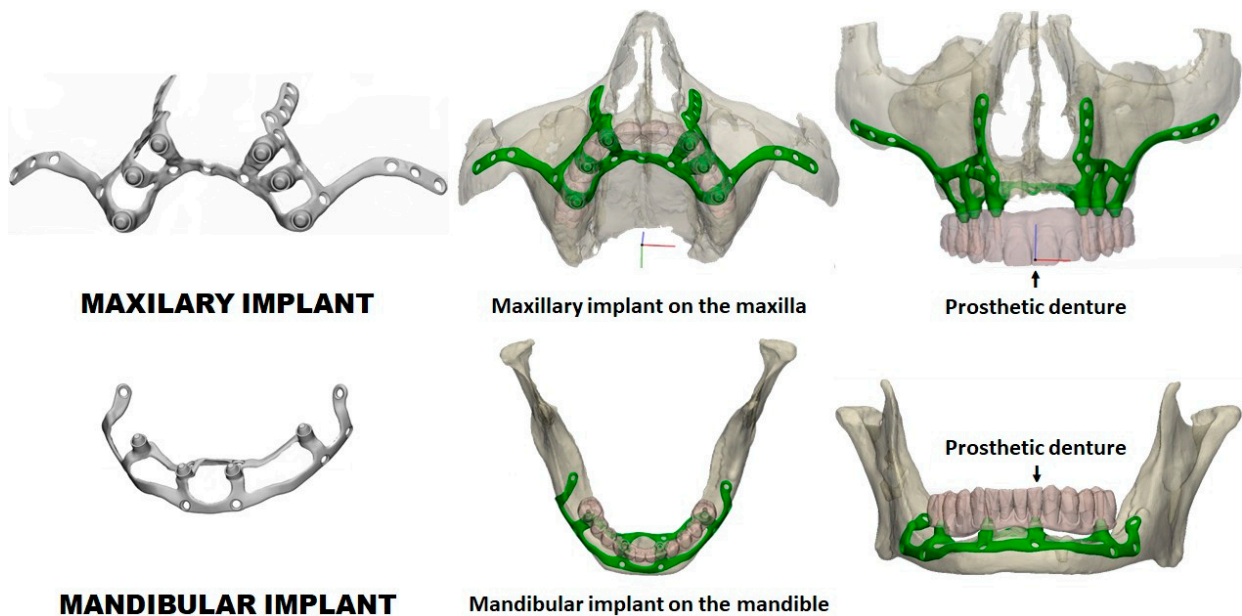 MAXILARY IMPLANT
Maxillary implant on the maxilla
Prosthetic denture
Prosthetic denture
MANDIBULAR IMPLANT
Mandibular implant on the mandible